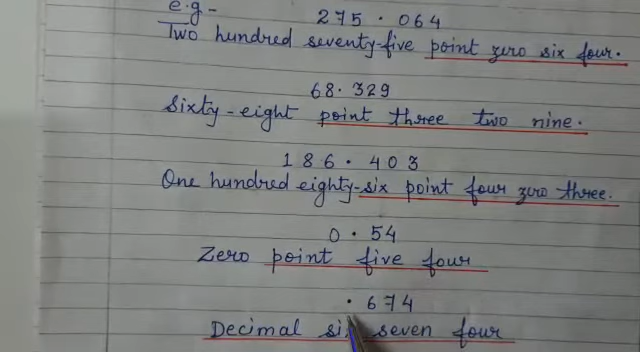 e.g - 275.064
Two hundred seventy-five point zero six four.
68.329
Sixty-eight point three two nine.
186.403
One hundred eighty-six point four zero three.
0.54
Zero point five four
.674
Decimal six seven four